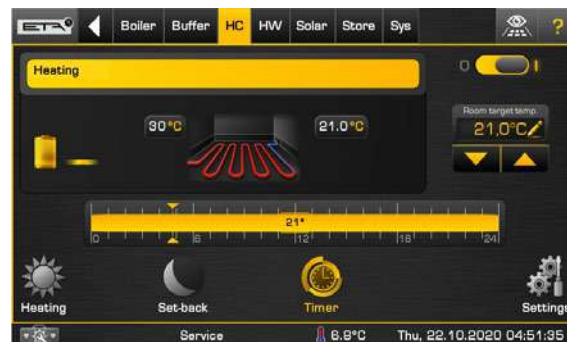 ETA
Boiler Buffer HC HW Solar Store Sys ?
Heating
0 I
30°C 21.0°C
Room target temp.
21,0°C
21°
0 6 12 18 24
Heating Set-back Timer Settings
Service 6.9°C Thu, 22.10.2020 04:51:35